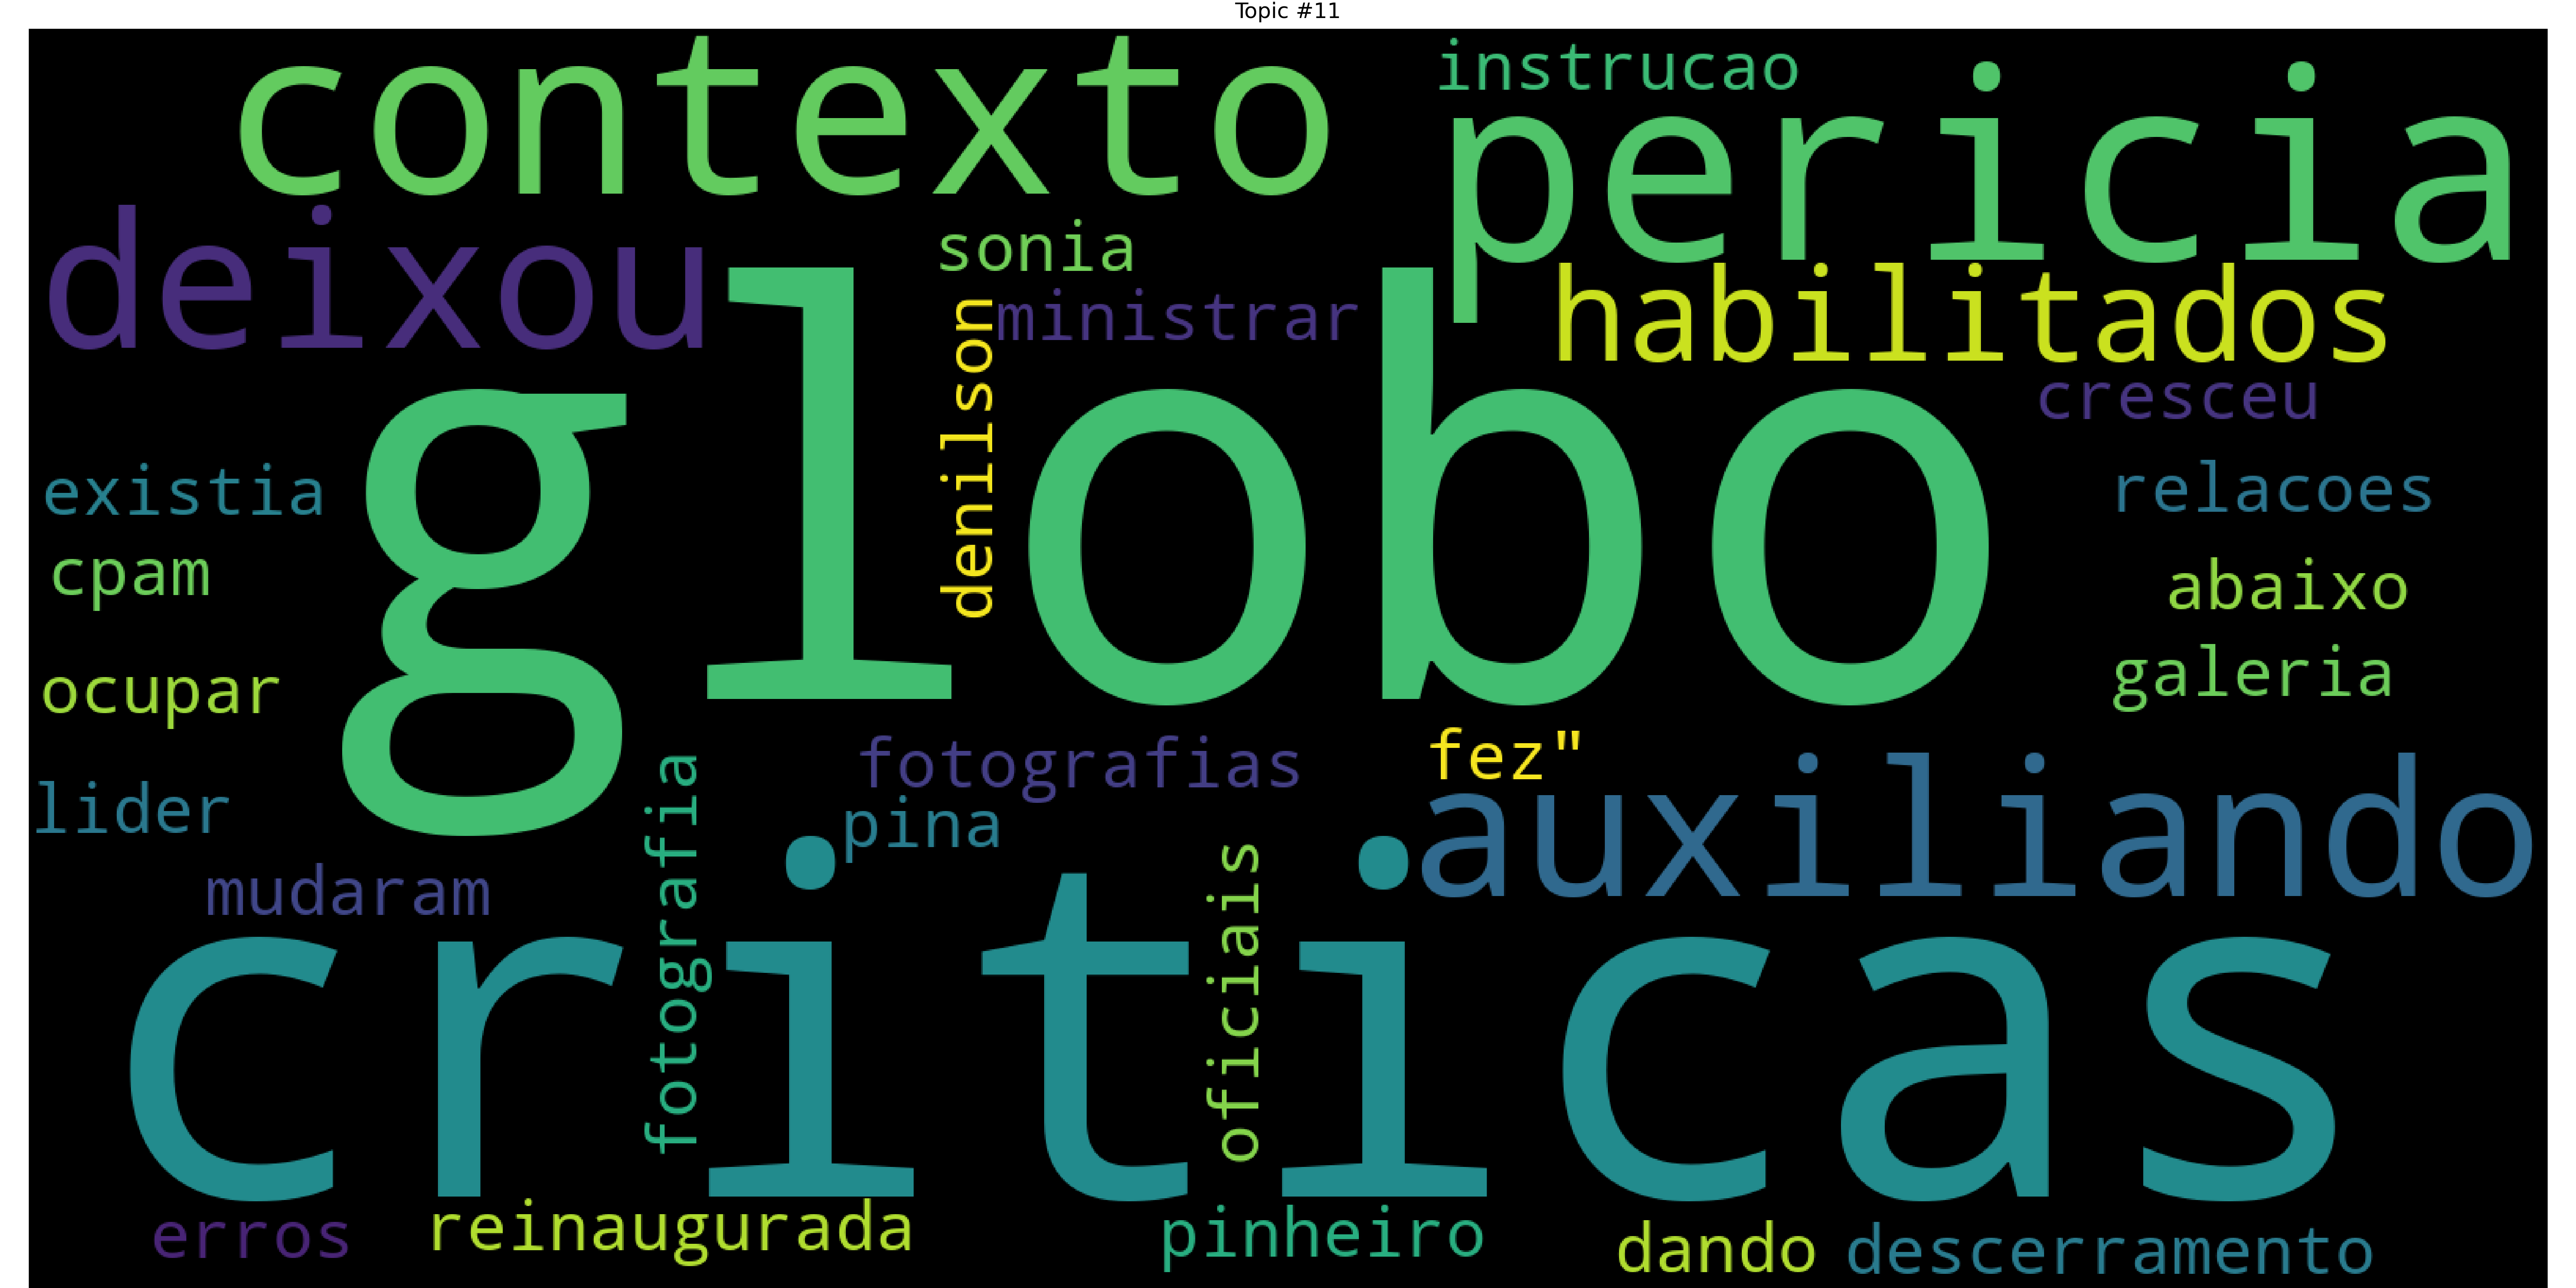 Topic #11
contexto
instrucao
pericia
deixou
sonia
habilitados
denilson
ministrar
globo
cresceu
existia
relacoes
cpam
abaixo
ocupar
galeria
fotografias
fez"
lider
fotografia
pina
auxiliando
mudaram
oficiais
criticas
erros
reinaugurada
pinheiro
dando
descerramento